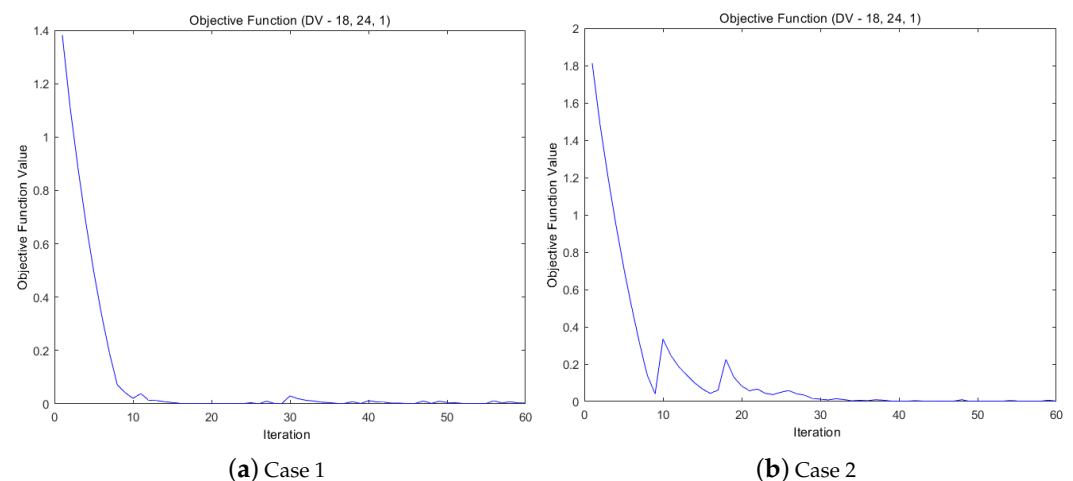 Objective Function (DV - 18, 24, 1)
1.4
1.2
1
0.8
0.6
0.4
0.2
0
Objective Function Value
0 10 20 30 40 50 60
Iteration
(a) Case 1
Objective Function (DV - 18, 24, 1)
2
1.8
1.6
1.4
1.2
1
0.8
0.6
0.4
0.2
0
Objective Function Value
0 10 20 30 40 50 60
Iteration
(b) Case 2